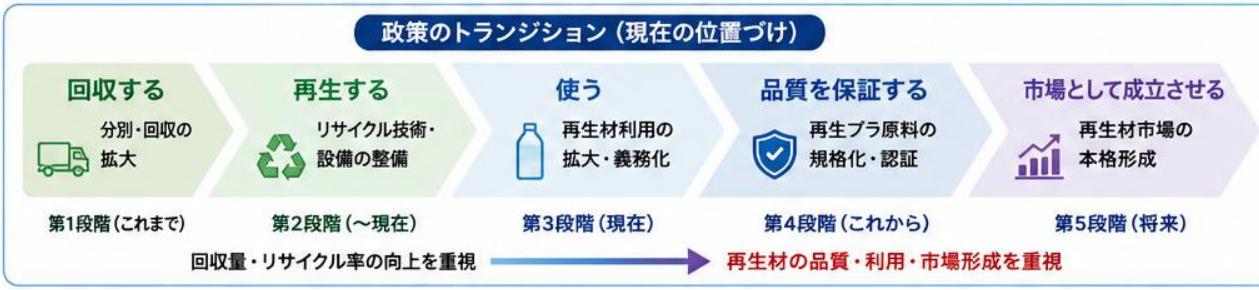 政策のトランジション（現在の位置づけ）
回収する
分別・回収の
拡大
再生する
リサイクル技術・
設備の整備
使う
再生材利用の
拡大・義務化
品質を保証する
再生プラ原料の
規格化・認証
市場として成立させる
再生材市場の
本格形成
第1段階（これまで）
第2段階（～現在）
第3段階（現在）
第4段階（これから）
第5段階（将来）
回収量・リサイクル率の向上を重視
再生材の品質・利用・市場形成を重視